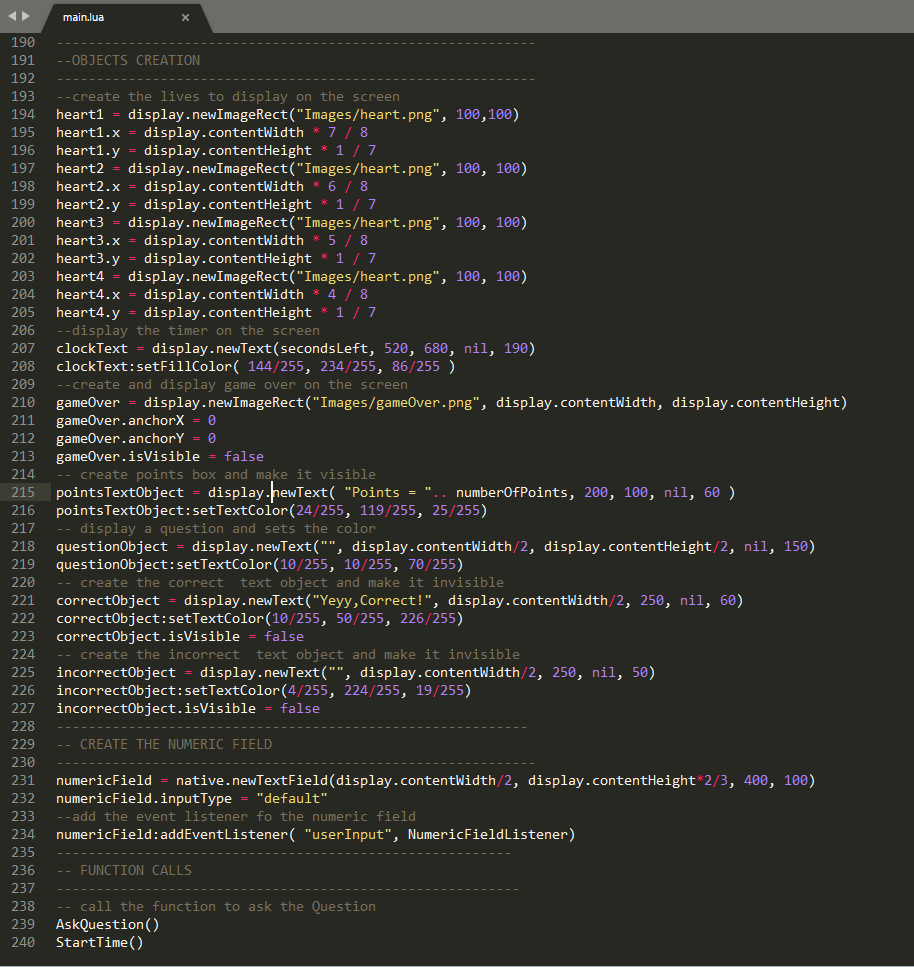 main.lua ×
190 ------------------------------------------------------------
191 --OBJECTS CREATION
192 ------------------------------------------------------------
193 --create the lives to display on the screen
194 heart1 = display.newImageRect("Images/heart.png", 100,100)
195 heart1.x = display.contentWidth * 7 / 8
196 heart1.y = display.contentHeight * 1 / 7
197 heart2 = display.newImageRect("Images/heart.png", 100, 100)
198 heart2.x = display.contentWidth * 6 / 8
199 heart2.y = display.contentHeight * 1 / 7
200 heart3 = display.newImageRect("Images/heart.png", 100, 100)
201 heart3.x = display.contentWidth * 5 / 8
202 heart3.y = display.contentHeight * 1 / 7
203 heart4 = display.newImageRect("Images/heart.png", 100, 100)
204 heart4.x = display.contentWidth * 4 / 8
205 heart4.y = display.contentHeight * 1 / 7
206 --display the timer on the screen
207 clockText = display.newText(secondsLeft, 520, 680, nil, 190)
208 clockText:setFillColor( 144/255, 234/255, 86/255 )
209 --create and display game over on the screen
210 gameOver = display.newImageRect("Images/gameOver.png", display.contentWidth, display.contentHeight)
211 gameOver.anchorX = 0
212 gameOver.anchorY = 0
213 gameOver.isVisible = false
214 -- create points box and make it visible
215 pointsTextObject = display.newText( "Points = ".. numberOfPoints, 200, 100, nil, 60 )
216 pointsTextObject:setTextColor(24/255, 119/255, 25/255)
217 -- display a question and sets the color
218 questionObject = display.newText("", display.contentWidth/2, display.contentHeight/2, nil, 150)
219 questionObject:setTextColor(10/255, 10/255, 70/255)
220 -- create the correct  text object and make it invisible
221 correctObject = display.newText("Yeyy,Correct!", display.contentWidth/2, 250, nil, 60)
222 correctObject:setTextColor(10/255, 50/255, 226/255)
223 correctObject.isVisible = false
224 -- create the incorrect  text object and make it invisible
225 incorrectObject = display.newText("", display.contentWidth/2, 250, nil, 50)
226 incorrectObject:setTextColor(4/255, 224/255, 19/255)
227 incorrectObject.isVisible = false
228 -----------------------------------------------------------
229 -- CREATE THE NUMERIC FIELD
230 ------------------------------------------------------------
231 numericField = native.newTextField(display.contentWidth/2, display.contentHeight*2/3, 400, 100)
232 numericField.inputType = "default"
233 --add the event listener fo the numeric field
234 numericField:addEventListener( "userInput", NumericFieldListener)
235 ---------------------------------------------------------
236 -- FUNCTION CALLS
237 ----------------------------------------------------------
238 -- call the function to ask the Question
239 AskQuestion()
240 StartTime()